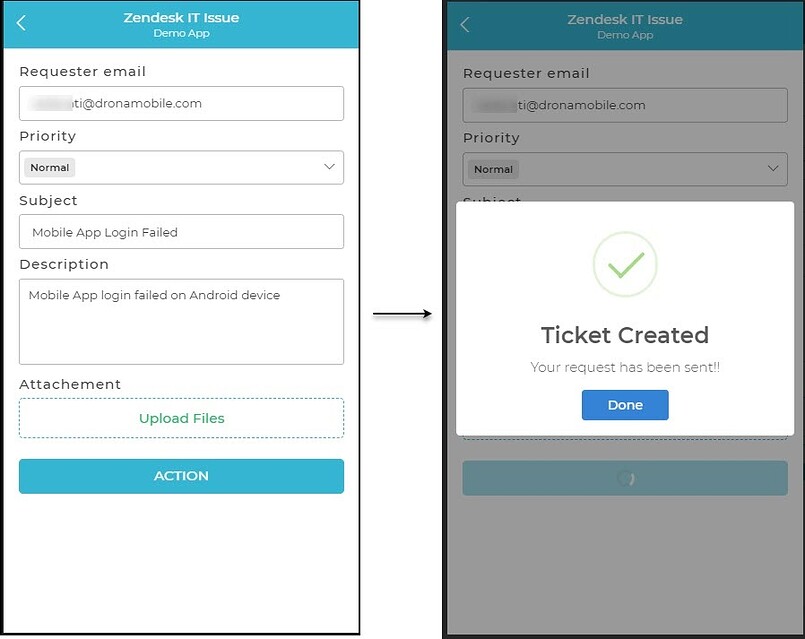 Zendesk IT Issue
Demo App
Requester email
ti@dronamobile.com
Priority
Normal
Subject
Mobile App Login Failed
Description
Mobile App login failed on Android device
Attachement
Upload Files
ACTION
Zendesk IT Issue
Demo App
Requester email
ti@dronamobile.com
Priority
Normal
Subject
Ticket Created
Your request has been sent!!
Done